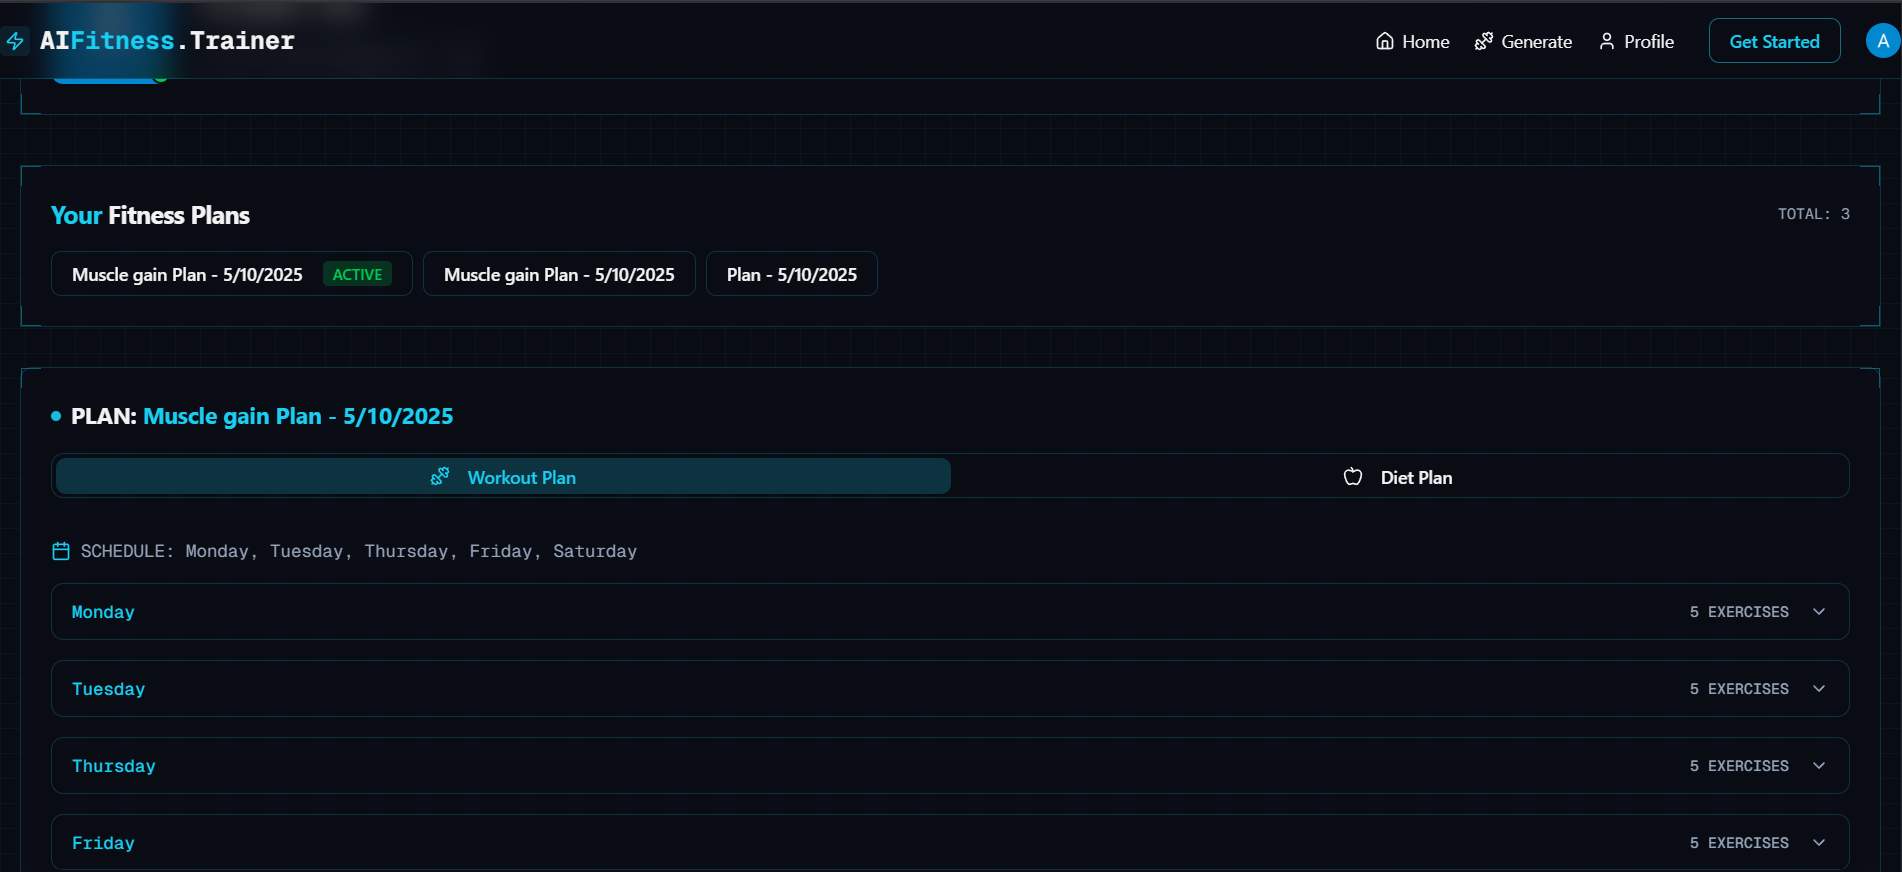 AIFitness.Trainer
Home Generate Profile Get Started A
Your Fitness Plans
TOTAL: 3
Muscle gain Plan - 5/10/2025 ACTIVE Muscle gain Plan - 5/10/2025 Plan - 5/10/2025
PLAN: Muscle gain Plan - 5/10/2025
Workout Plan Diet Plan
SCHEDULE: Monday, Tuesday, Thursday, Friday, Saturday
Monday 5 EXERCISES
Tuesday 5 EXERCISES
Thursday 5 EXERCISES
Friday 5 EXERCISES